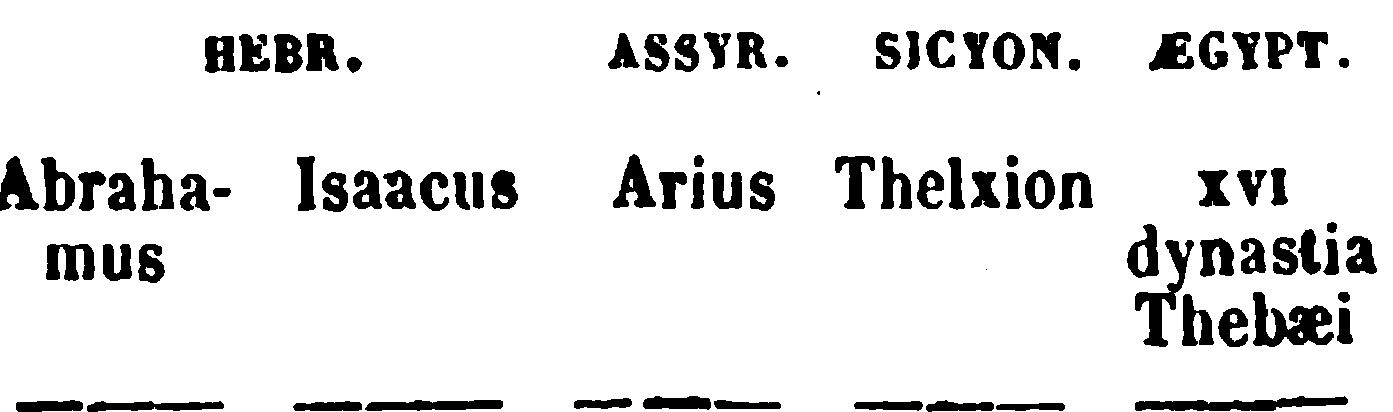 HEBR. ASSYR. SICYON. ÆGYPT.
Abraha- Isaacus Arius Thelxion XVI
mus dynastia
Thebæi